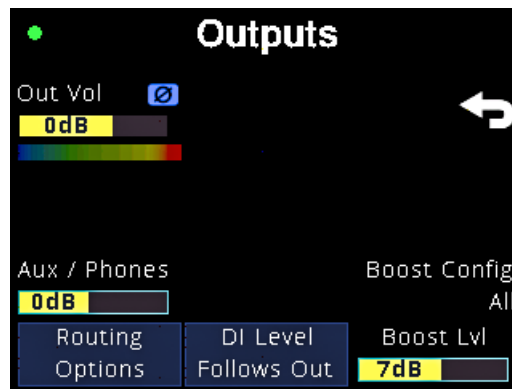 Outputs
Out Vol
0dB
Aux / Phones
Boost Config
0dB
All
Routing
Options
DI Level
Follows Out
Boost Lvl
7dB